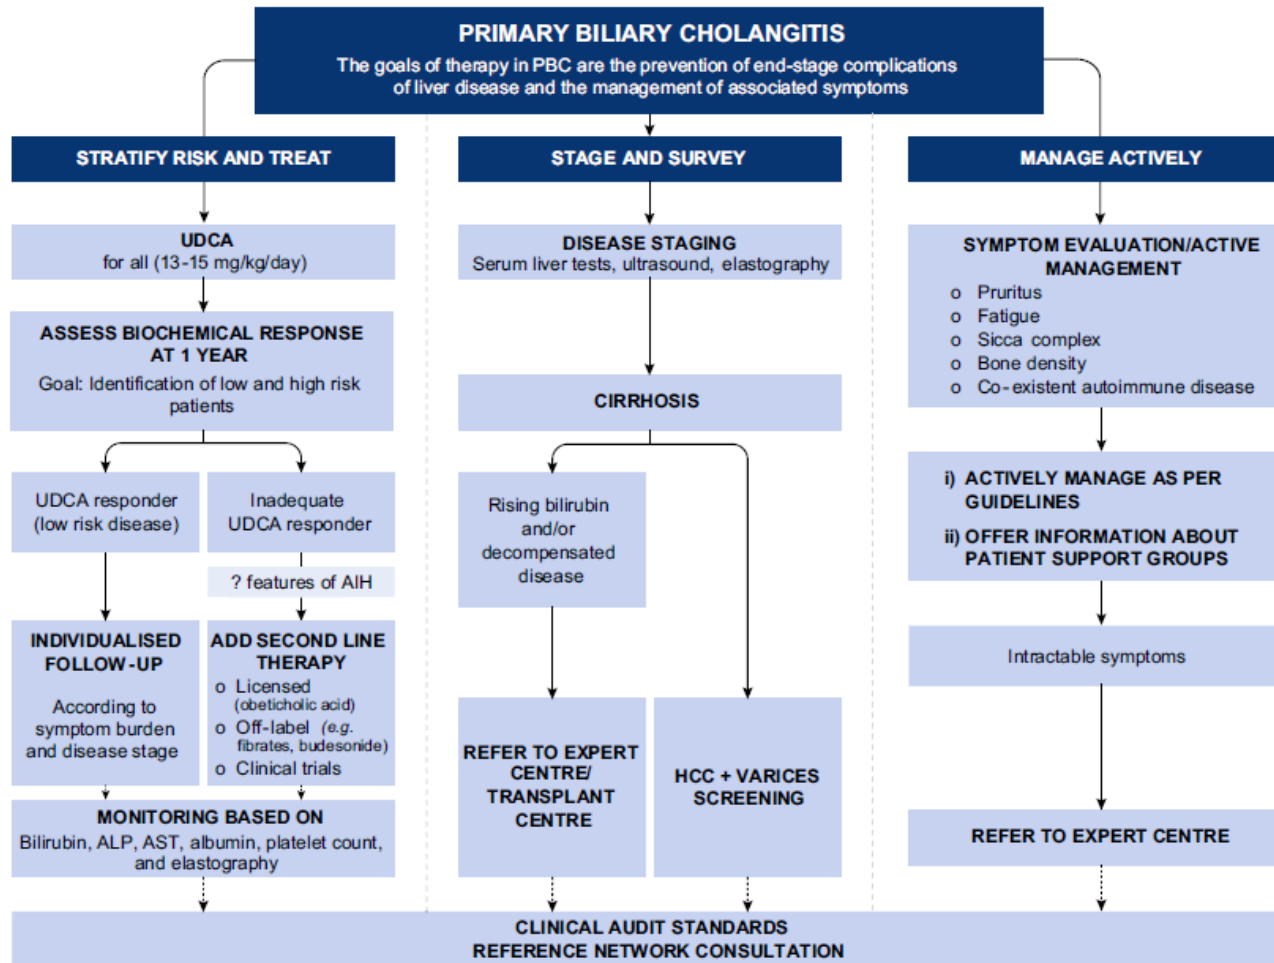 PRIMARY BILIARY CHOLANGITIS
The goals of therapy in PBC are the prevention of end-stage complications
of liver disease and the management of associated symptoms
STRATIFY RISK AND TREAT
UDCA
for all (13-15 mg/kg/day)
ASSESS BIOCHEMICAL RESPONSE
AT 1 YEAR
Goal: Identification of low and high risk
patients
UDCA responder
(low risk disease)
Inadequate
UDCA responder
? features of AIH
INDIVIDUALISED
FOLLOW-UP
According to
symptom burden
and disease stage
ADD SECOND LINE
THERAPY
o Licensed
(obeticholic acid)
o Off-label (e.g.
fibrates, budesonide)
o Clinical trials
MONITORING BASED ON
Bilirubin, ALP, AST, albumin, platelet count,
and elastography
STAGE AND SURVEY
DISEASE STAGING
Serum liver tests, ultrasound, elastography
CIRRHOSIS
Rising bilirubin
and/or
decompensated
disease
REFER TO EXPERT
CENTRE/
TRANSPLANT
CENTRE
HCC + VARICES
SCREENING
MANAGE ACTIVELY
SYMPTOM EVALUATION/ACTIVE
MANAGEMENT
o Pruritus
o Fatigue
o Sicca complex
o Bone density
o Co-existent autoimmune disease
i) ACTIVELY MANAGE AS PER
GUIDELINES
ii) OFFER INFORMATION ABOUT
PATIENT SUPPORT GROUPS
Intractable symptoms
REFER TO EXPERT CENTRE
CLINICAL AUDIT STANDARDS
REFERENCE NETWORK CONSULTATION